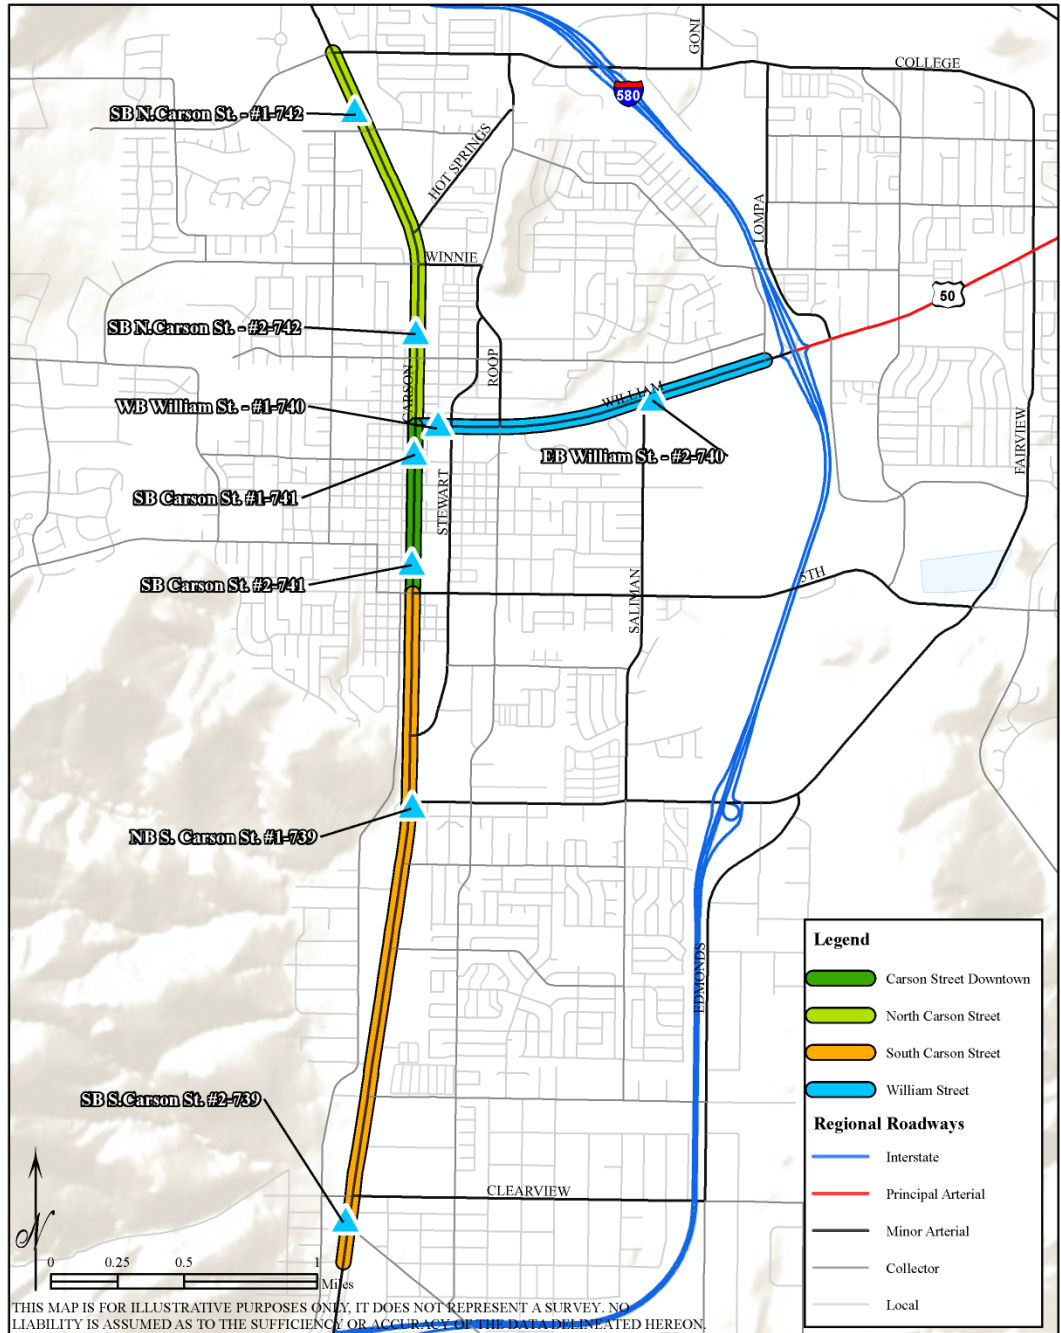 GONI
COLLEGE
580
SB N.Carson St. - #1-742
HOT SPRINGS
LOMPA
FAIRVIEW
WINNIE
50
SB N.Carson St. - #2-742
ROOP
CARSON
WILLIAM
WB William St. - #1-740
EB William St. - #2-740
SB Carson St. #1-741
STEWART
SB Carson St. #2-741
5TH
SALIMAN
NB S. Carson St. #1-739
EDMONDS
SB S.Carson St. #2-739
CLEARVIEW
Legend
Carson Street Downtown
North Carson Street
South Carson Street
William Street
Regional Roadways
Interstate
Principal Arterial
Minor Arterial
Collector
Local
N
0 0.25 0.5 1
Miles
THIS MAP IS FOR ILLUSTRATIVE PURPOSES ONLY, IT DOES NOT REPRESENT A SURVEY. NO
LIABILITY IS ASSUMED AS TO THE SUFFICIENCY OR ACCURACY OF THE DATA DELINEATED HEREON.